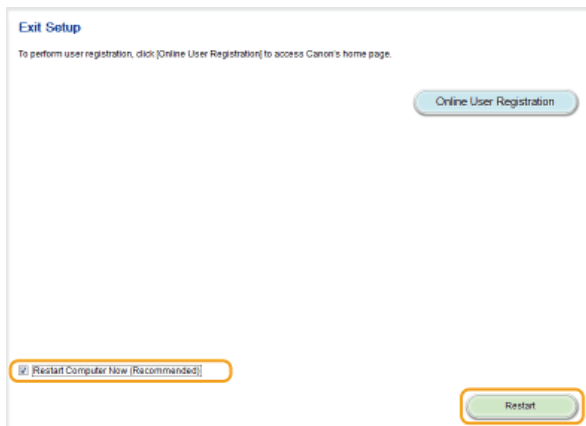 Exit Setup
To perform user registration, click [Online User Registration] to access Canon's home page.
Online User Registration
Restart Computer Now (Recommended)
Restart